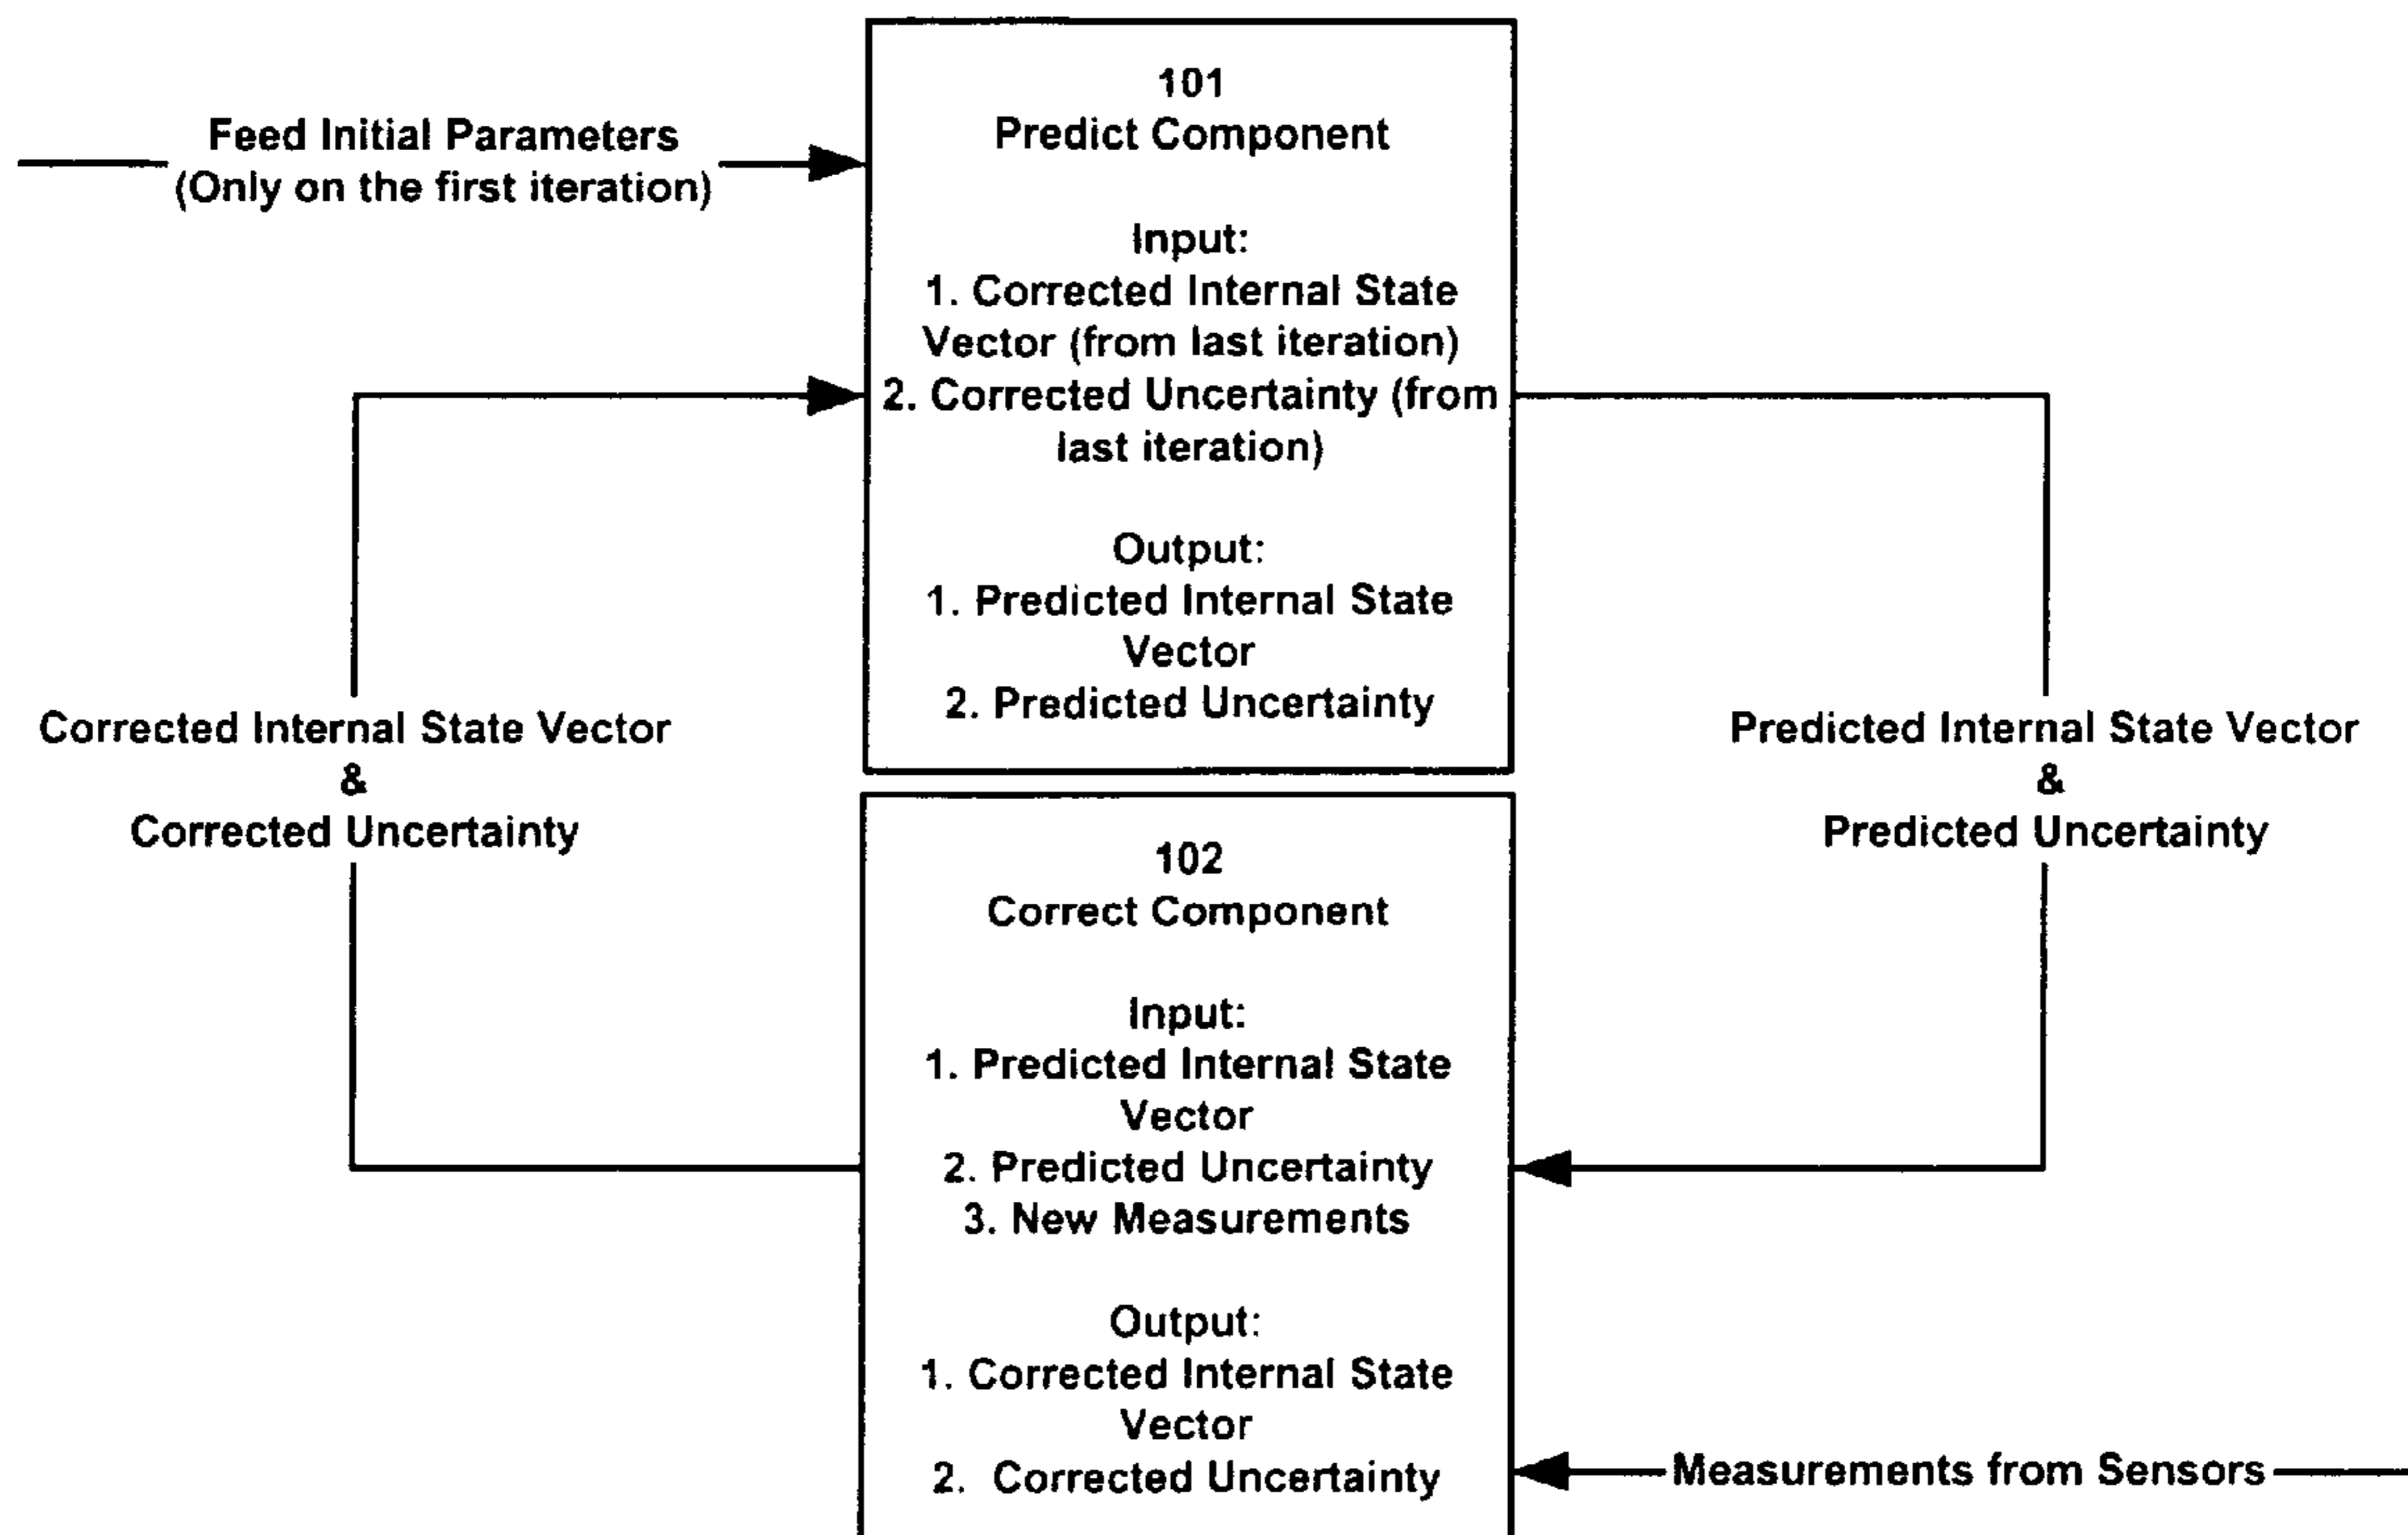 Feed Initial Parameters
(Only on the first iteration)
101
Predict Component
Input:
1. Corrected Internal State
Vector (from last iteration)
2. Corrected Uncertainty (from
last iteration)
Output:
1. Predicted Internal State
Vector
2. Predicted Uncertainty
Corrected Internal State Vector
&
Corrected Uncertainty
Predicted Internal State Vector
&
Predicted Uncertainty
102
Correct Component
Input:
1. Predicted Internal State
Vector
2. Predicted Uncertainty
3. New Measurements
Output:
1. Corrected Internal State
Vector
2. Corrected Uncertainty
Measurements from Sensors